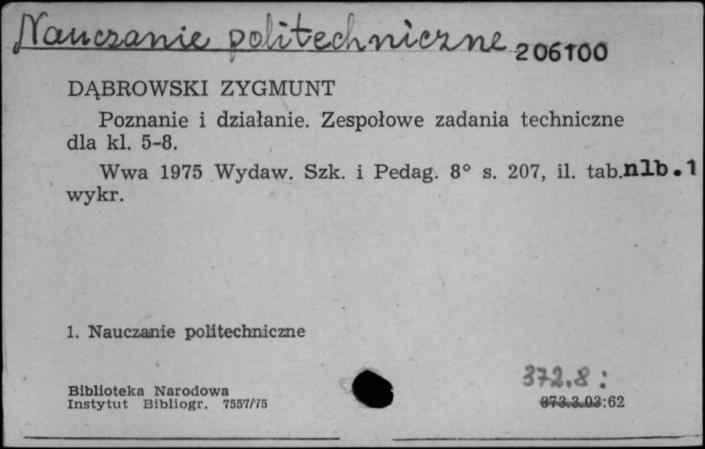 Nauczanie politechniczne 206100
DĄBROWSKI ZYGMUNT
Poznanie i działanie. Zespołowe zadania techniczne
dla kl. 5-8.
Wwa 1975 Wydaw. Szk. i Pedag. 8° s. 207, il. tab. nlb. 1
wykr.
1. Nauczanie politechniczne
372.8 :
Biblioteka Narodowa
Instytut Bibliogr. 7557/75 373.3.03:62